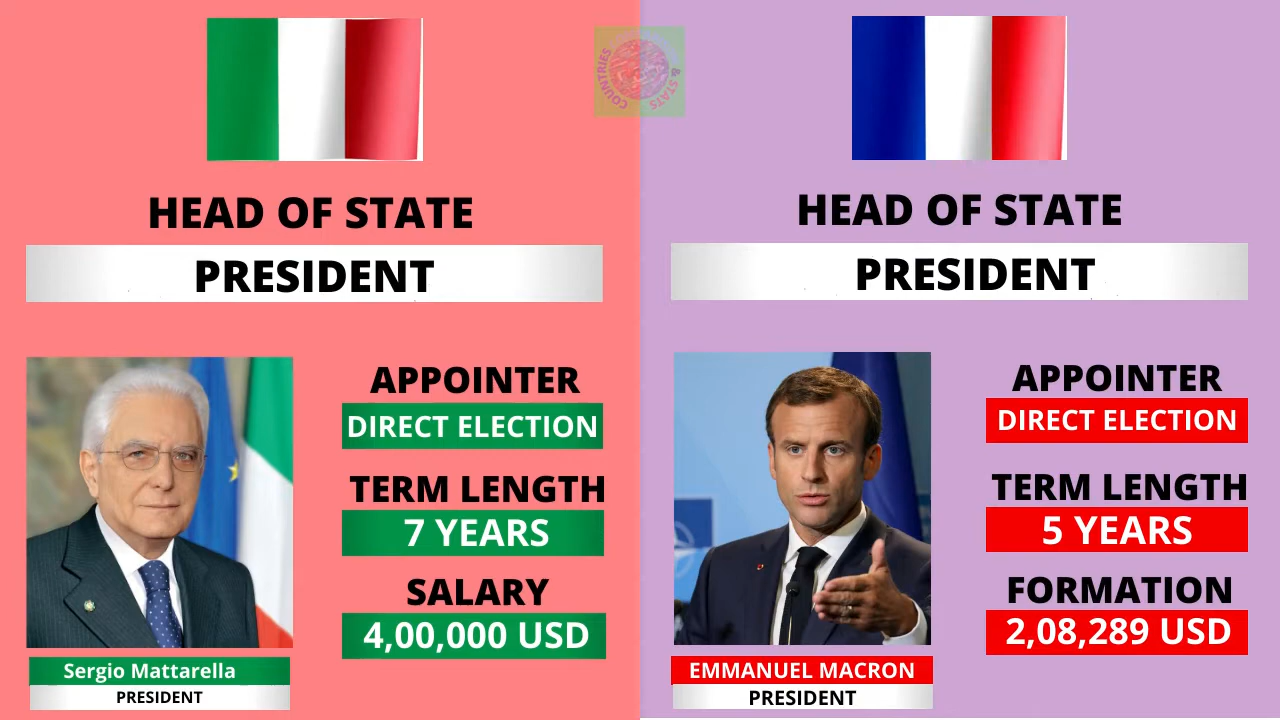 COUNTRIES & STATS
HEAD OF STATE
PRESIDENT
APPOINTER
DIRECT ELECTION
TERM LENGTH
7 YEARS
SALARY
4,00,000 USD
Sergio Mattarella
PRESIDENT
HEAD OF STATE
PRESIDENT
APPOINTER
DIRECT ELECTION
TERM LENGTH
5 YEARS
FORMATION
2,08,289 USD
EMMANUEL MACRON
PRESIDENT